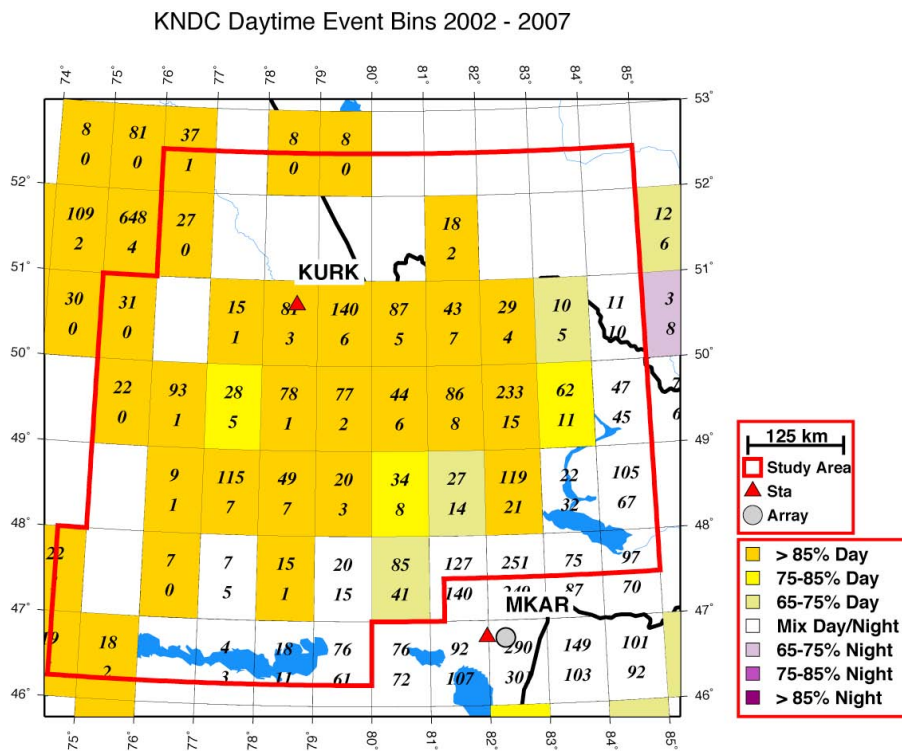 KNDC Daytime Event Bins 2002 - 2007
74° 75° 76° 77° 78° 79° 80° 81° 82° 83° 84° 85°
53°
8 81 37 8 8
0 0 1 0 0
52° 52°
109 648 27 18 12
2 4 0 2 6
51° 51°
KURK
30 31 15 81 140 87 43 29 10 11 3
0 0 1 3 6 5 7 4 5 10 8
50° 50°
22 93 28 78 77 44 86 233 62 47 7
0 1 5 1 2 6 8 15 11 45 6
49° 49°
9 115 49 20 34 27 119 22 105
1 7 7 3 8 14 21 32 67
48° 48°
22 7 7 15 20 85 127 251 75 97
0 5 1 15 41 140 249 87 70
47° 47°
MKAR
19 18 4 18 76 76 92 290 149 101
2 3 11 61 72 107 301 103 92
46° 46°
75° 76° 77° 78° 79° 80° 81° 82° 83° 84° 85°
125 km
Study Area
Sta
Array
> 85% Day
75-85% Day
65-75% Day
Mix Day/Night
65-75% Night
75-85% Night
> 85% Night